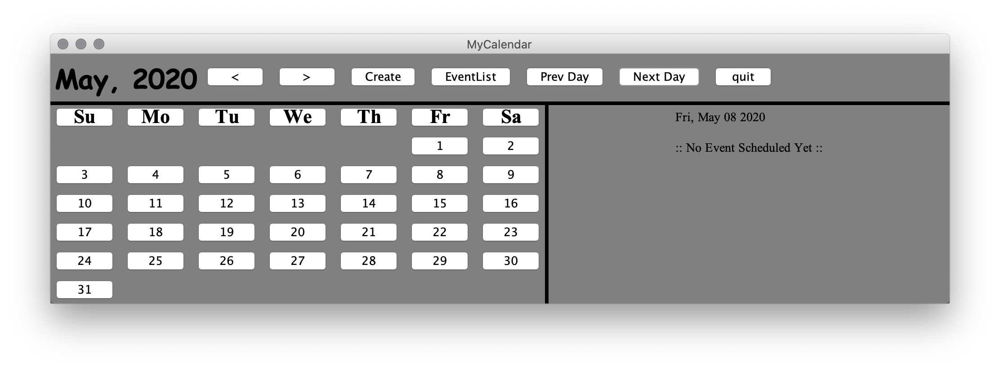 MyCalendar
May, 2020 < > Create EventList Prev Day Next Day quit
Su Mo Tu We Th Fr Sa
1 2
3 4 5 6 7 8 9
10 11 12 13 14 15 16
17 18 19 20 21 22 23
24 25 26 27 28 29 30
31
Fri, May 08 2020
:: No Event Scheduled Yet ::